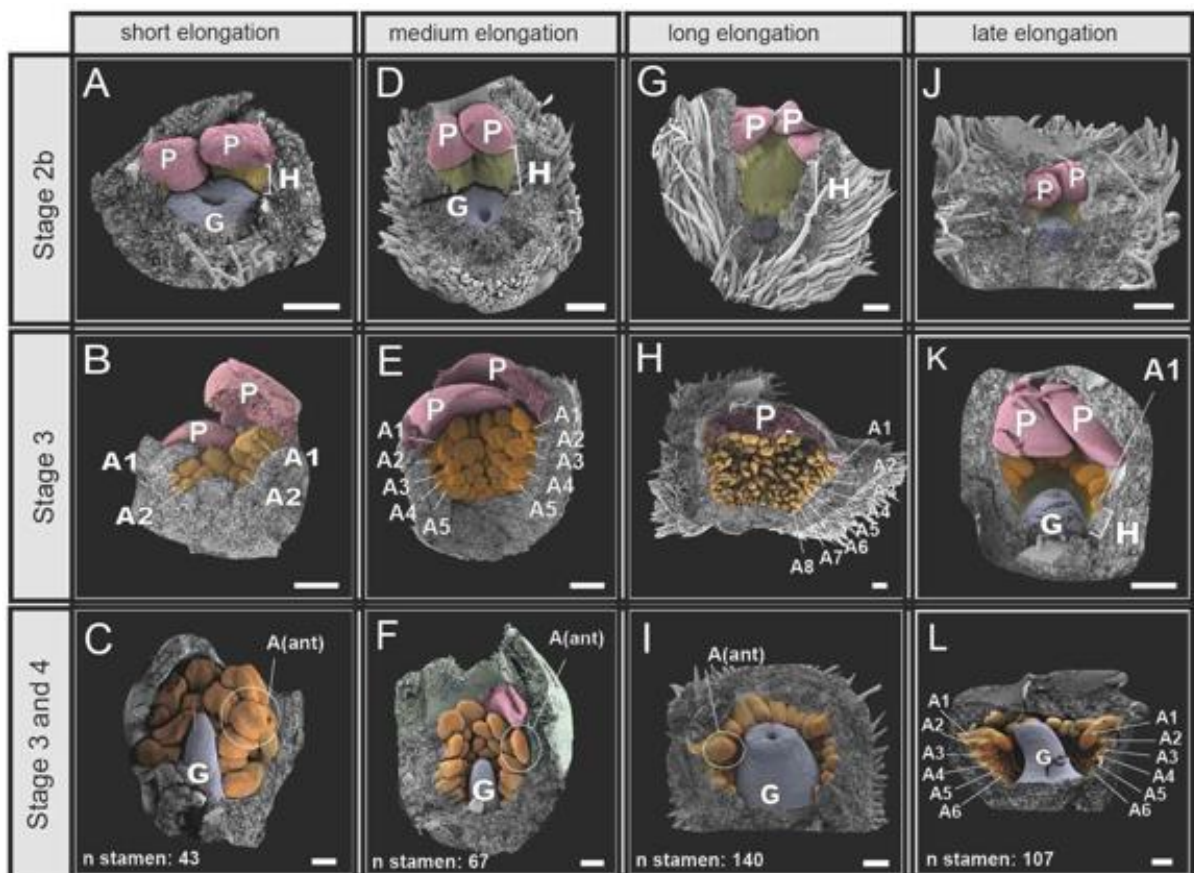 short elongation
medium elongation
long elongation
late elongation
Stage 2b
A
P
P
H
G
D
P
P
H
G
G
P
P
H
J
P
P
Stage 3
B
P
P
A1
A1
A2
A2
E
P
P
A1
A1
A2
A2
A3
A3
A4
A4
A5
A5
H
P
A1
A2
A4
A5
A6
A7
A8
K
A1
P
P
G
H
Stage 3 and 4
C
A(ant)
G
n stamen: 43
F
A(ant)
G
n stamen: 67
I
A(ant)
G
n stamen: 140
L
A1
A1
A2
A2
A3
A3
A4
A4
A5
A5
A6
A6
G
n stamen: 107